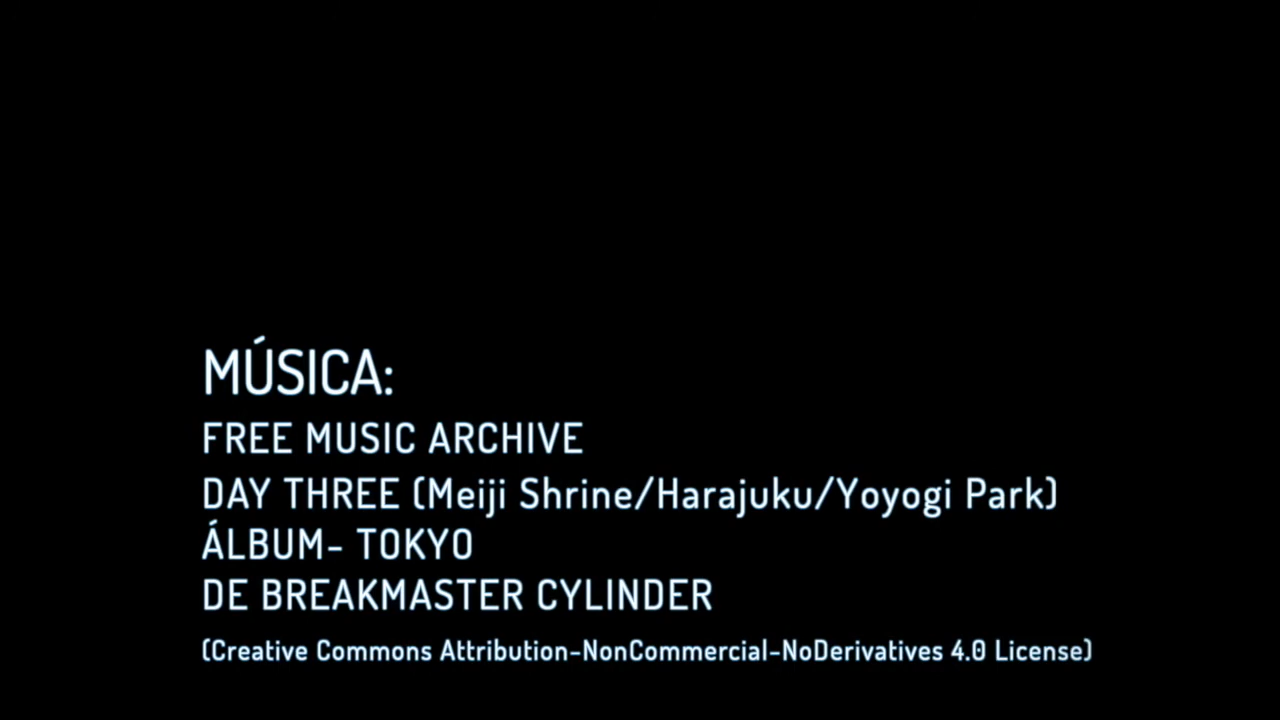 MÚSICA:
FREE MUSIC ARCHIVE
DAY THREE (Meiji Shrine/Harajuku/Yoyogi Park)
ÁLBUM- TOKYO
DE BREAKMASTER CYLINDER
(Creative Commons Attribution-NonCommercial-NoDerivatives 4.0 License)